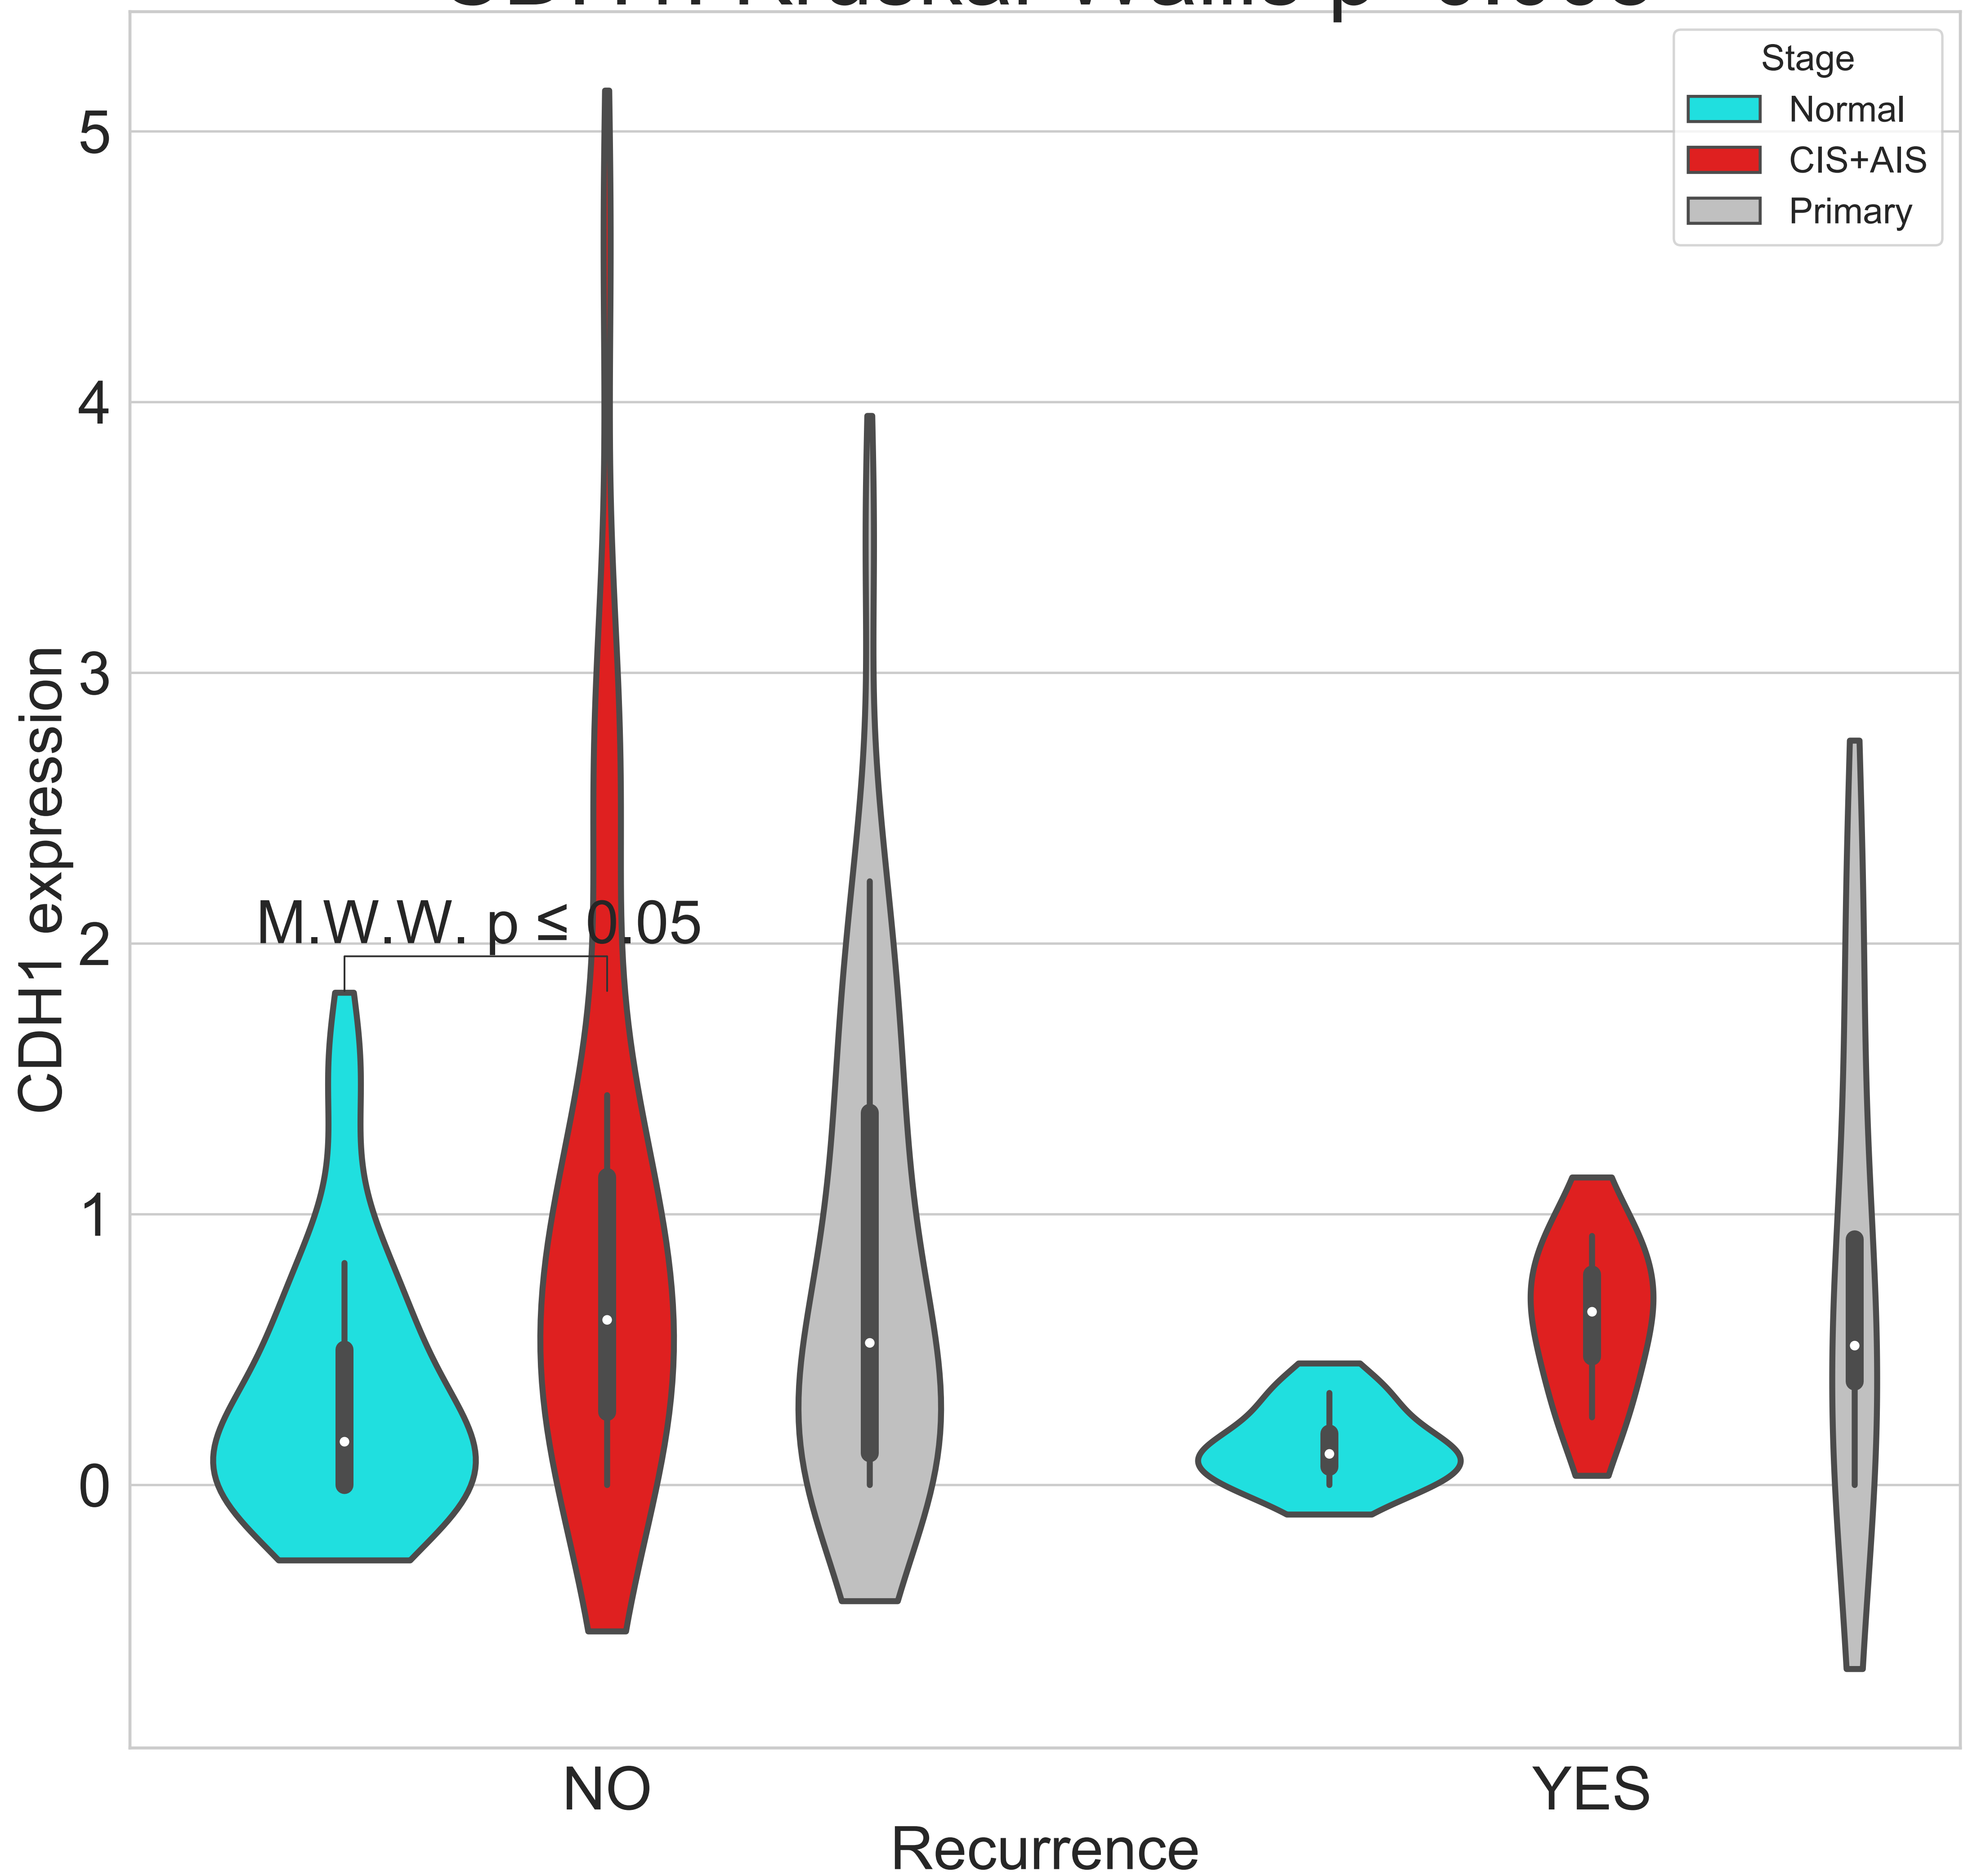 Stage
Normal
CIS+AIS
Primary
5
4
3
2
1
0
CDH1 expression
M.W.W. p ≤ 0.05
NO
YES
Recurrence